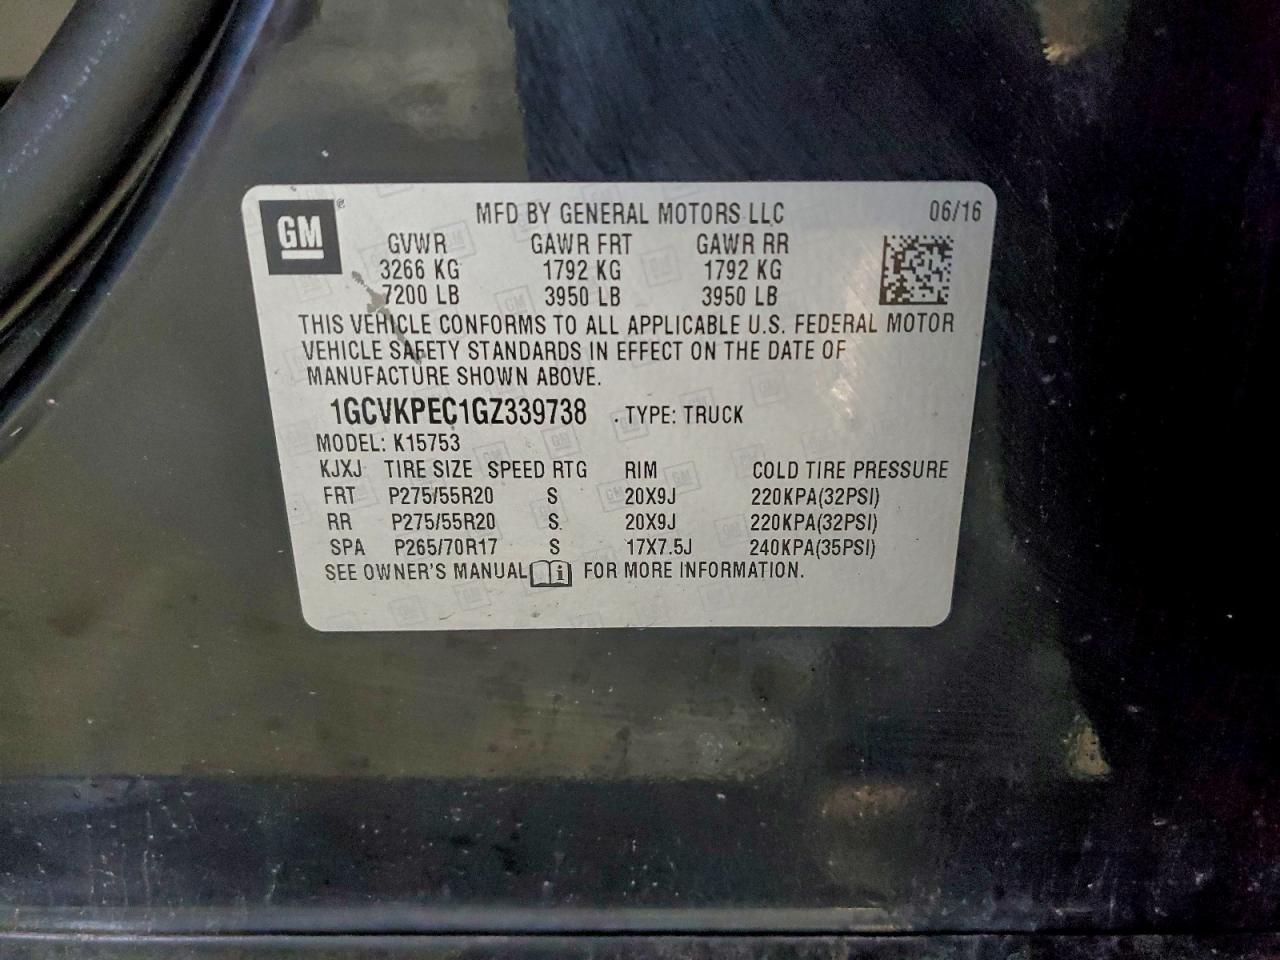 GM ®
MFD BY GENERAL MOTORS LLC 06/16
GVWR GAWR FRT GAWR RR
3266 KG 1792 KG 1792 KG
7200 LB 3950 LB 3950 LB
THIS VEHICLE CONFORMS TO ALL APPLICABLE U.S. FEDERAL MOTOR
VEHICLE SAFETY STANDARDS IN EFFECT ON THE DATE OF
MANUFACTURE SHOWN ABOVE.
1GCVKPEC1GZ339738 TYPE: TRUCK
MODEL: K15753
KJXJ TIRE SIZE SPEED RTG RIM COLD TIRE PRESSURE
FRT P275/55R20 S 20X9J 220KPA(32PSI)
RR P275/55R20 S 20X9J 220KPA(32PSI)
SPA P265/70R17 S 17X7.5J 240KPA(35PSI)
SEE OWNER'S MANUAL i FOR MORE INFORMATION.